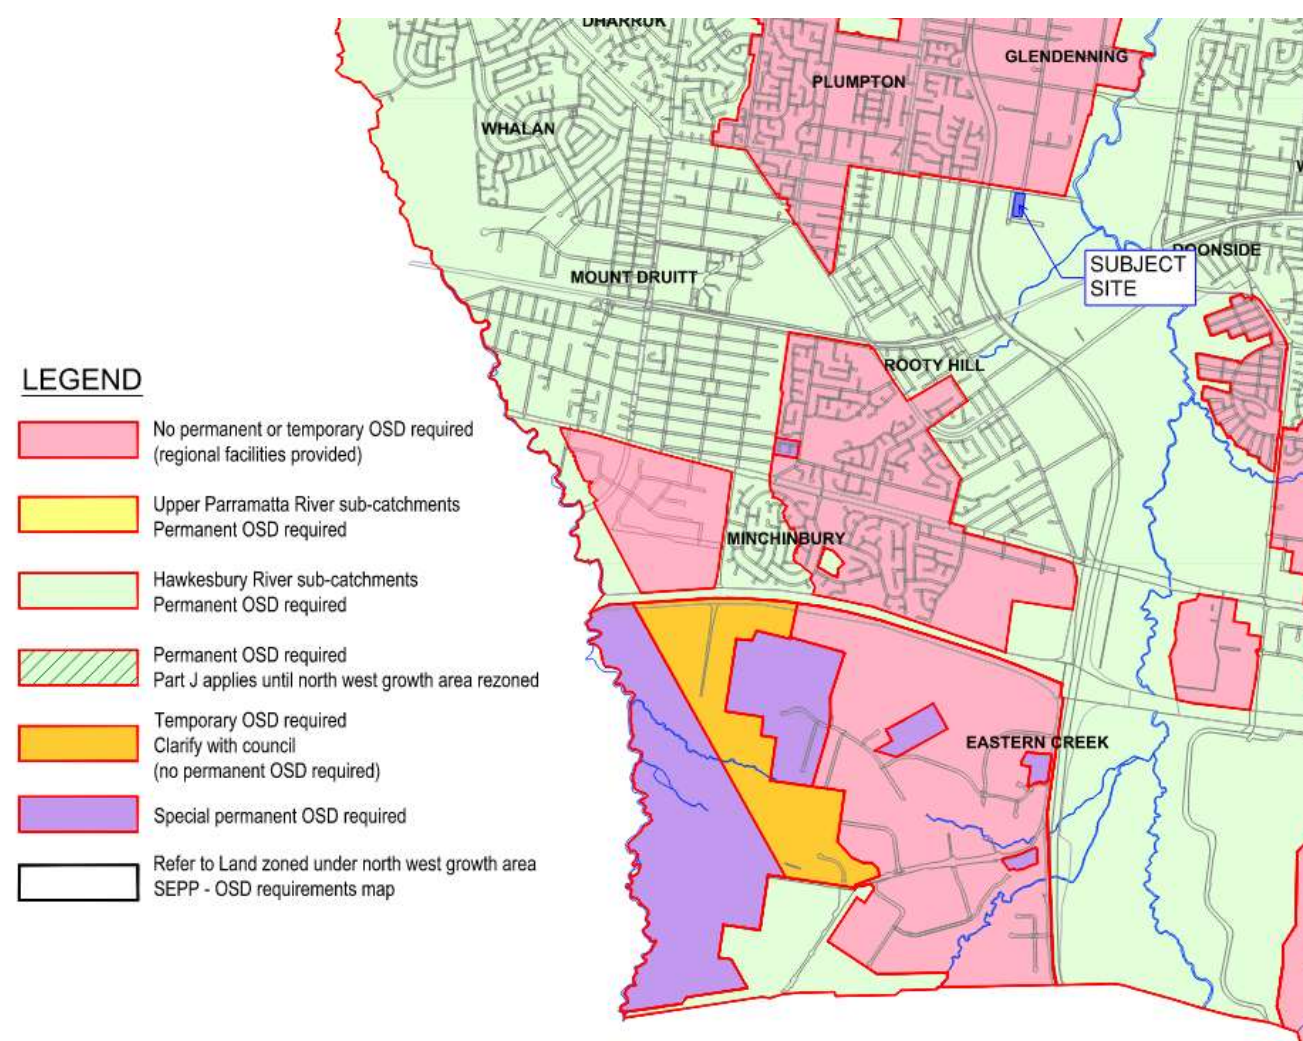 DHARRUK
GLENDENNING
PLUMPTON
WHALAN
W
DOONSIDE
SUBJECT
SITE
MOUNT DRUITT
ROOTY HILL
MINCHINBURY
EASTERN CREEK
LEGEND
No permanent or temporary OSD required
(regional facilities provided)
Upper Parramatta River sub-catchments
Permanent OSD required
Hawkesbury River sub-catchments
Permanent OSD required
Permanent OSD required
Part J applies until north west growth area rezoned
Temporary OSD required
Clarify with council
(no permanent OSD required)
Special permanent OSD required
Refer to Land zoned under north west growth area
SEPP - OSD requirements map